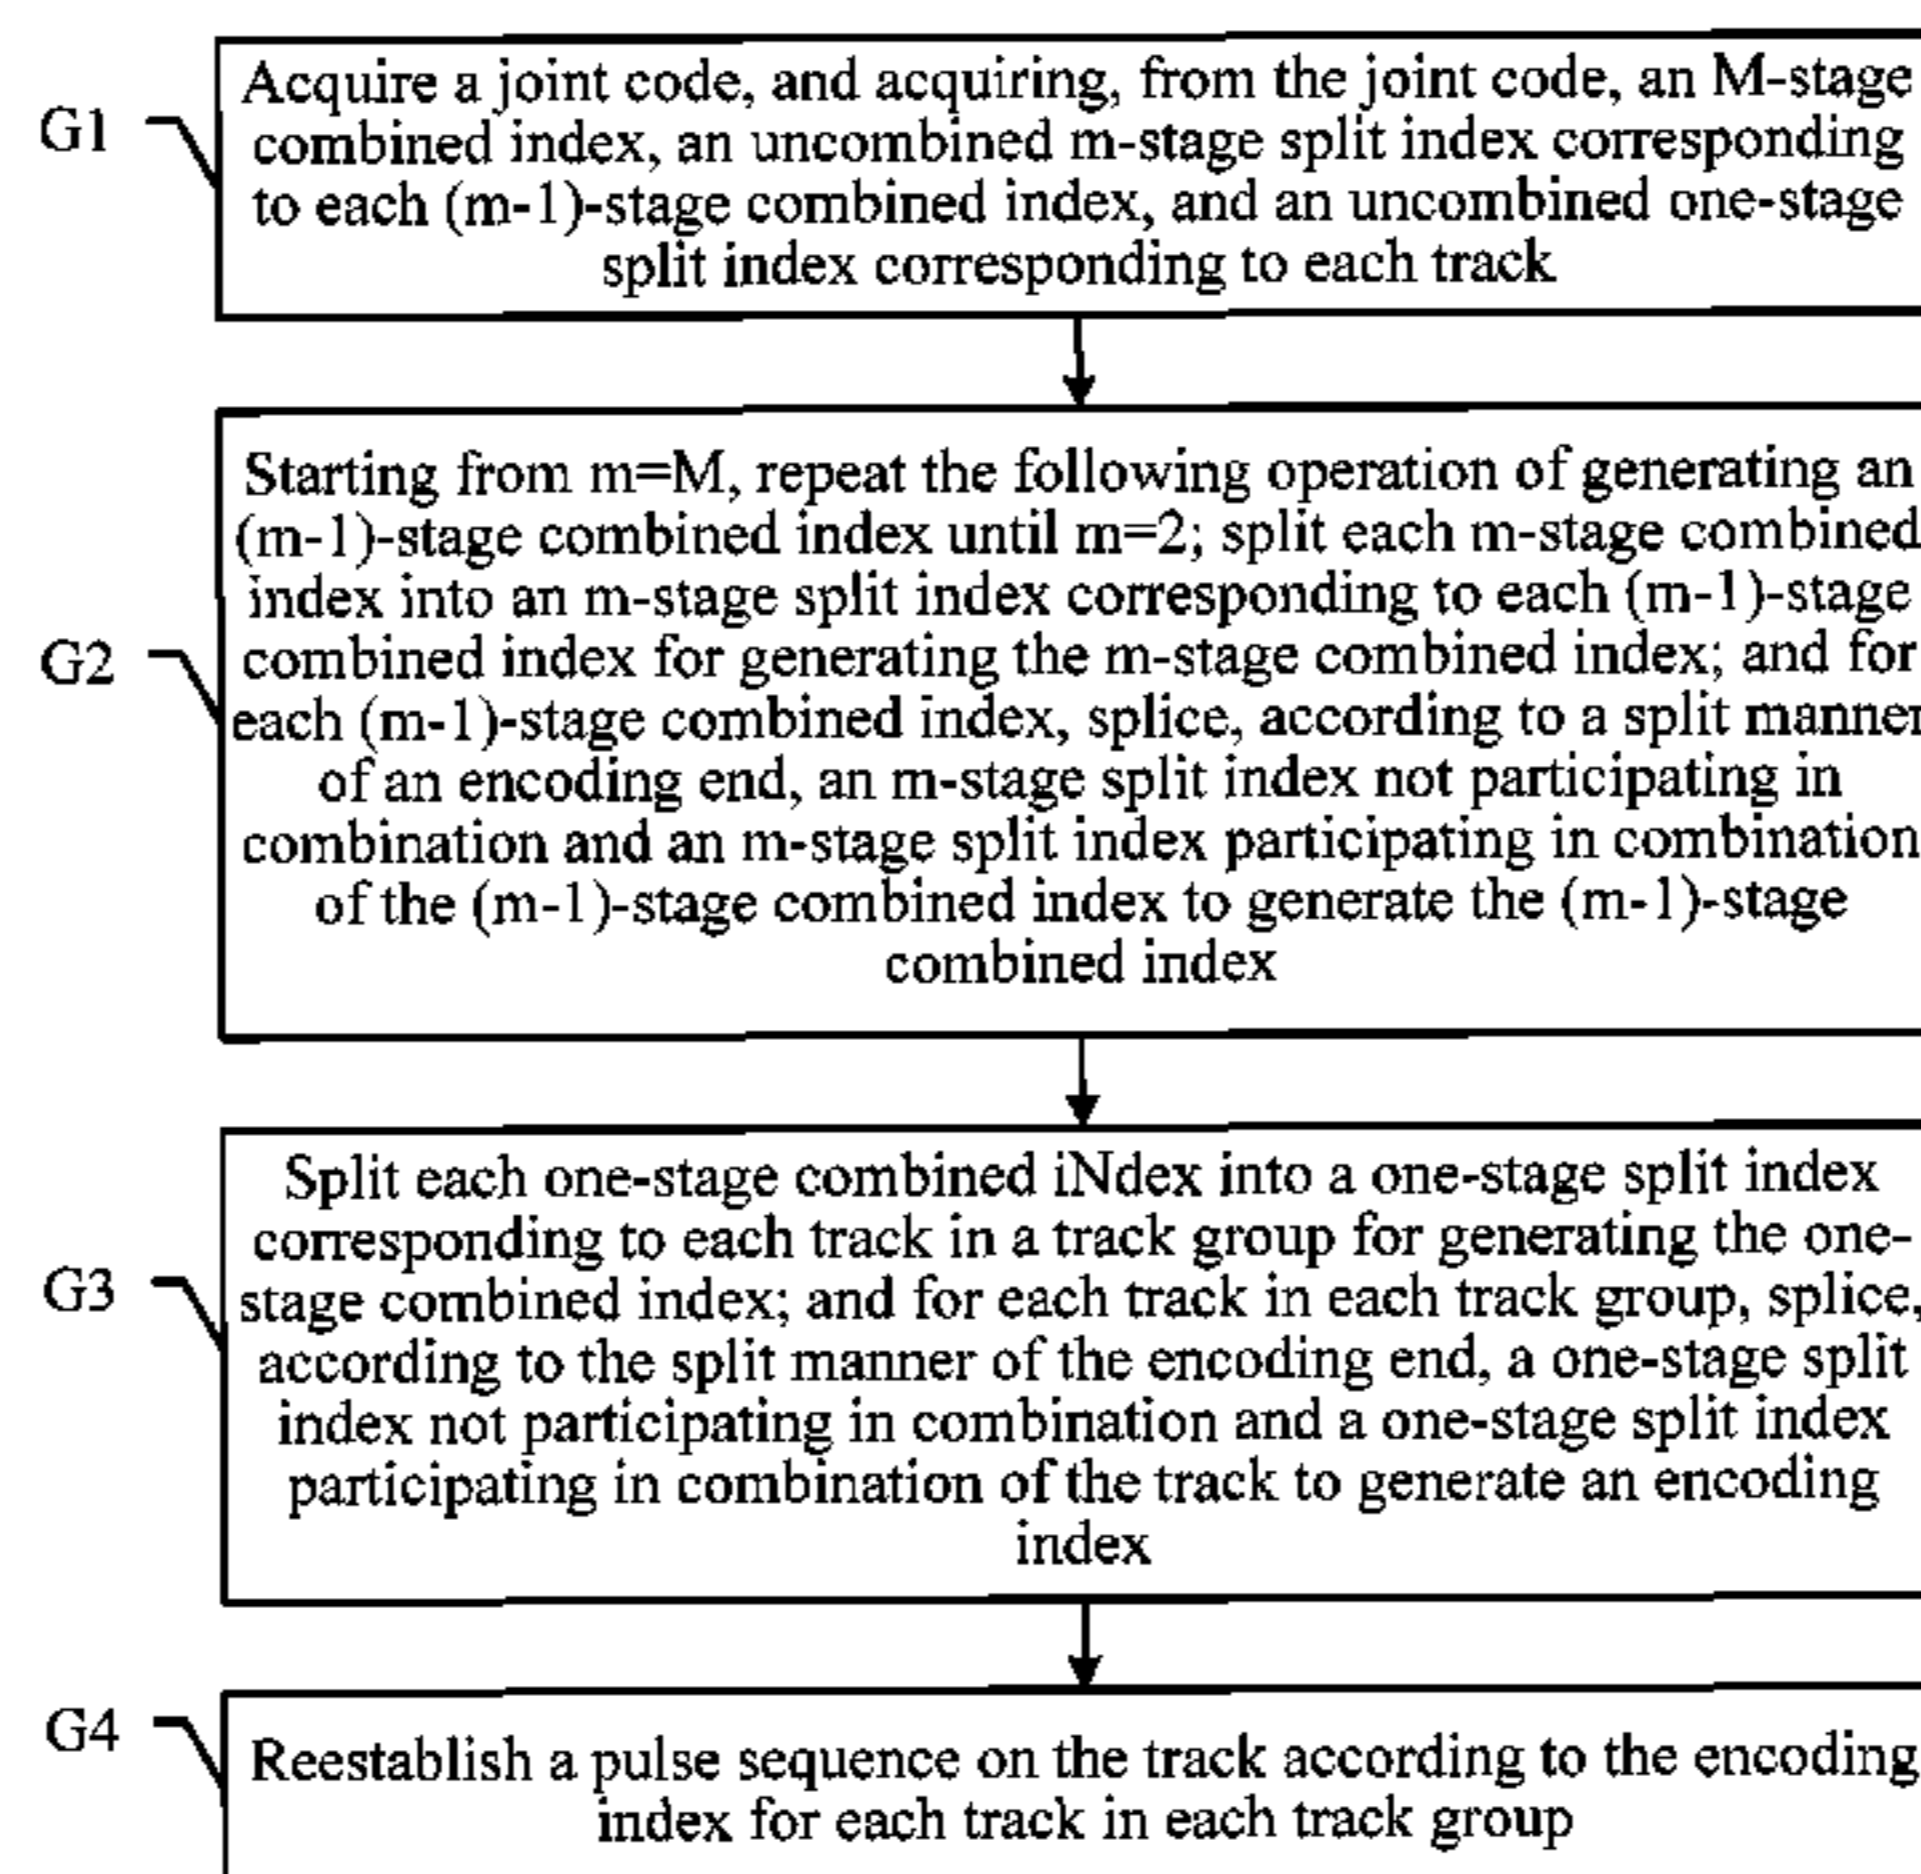 G1
Acquire a joint code, and acquiring, from the joint code, an M-stage
combined index, an uncombined m-stage split index corresponding
to each (m-1)-stage combined index, and an uncombined one-stage
split index corresponding to each track
G2
Starting from m=M, repeat the following operation of generating an
(m-1)-stage combined index until m=2; split each m-stage combined
index into an m-stage split index corresponding to each (m-1)-stage
combined index for generating the m-stage combined index; and for
each (m-1)-stage combined index, splice, according to a split manner
of an encoding end, an m-stage split index not participating in
combination and an m-stage split index participating in combination
of the (m-1)-stage combined index to generate the (m-1)-stage
combined index
G3
Split each one-stage combined iNdex into a one-stage split index
corresponding to each track in a track group for generating the one-
stage combined index; and for each track in each track group, splice,
according to the split manner of the encoding end, a one-stage split
index not participating in combination and a one-stage split index
participating in combination of the track to generate an encoding
index
G4
Reestablish a pulse sequence on the track according to the encoding
index for each track in each track group